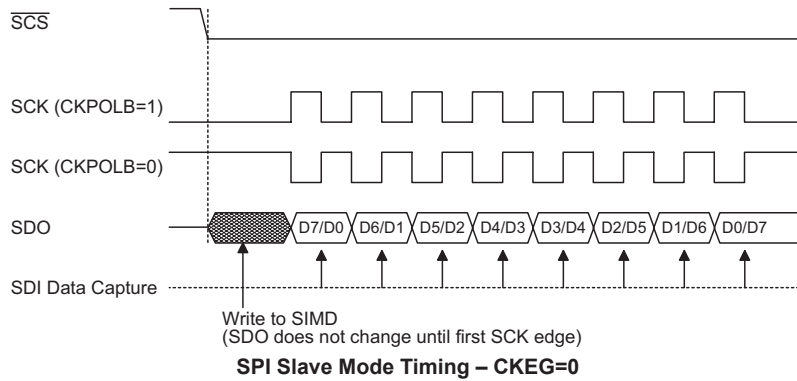 SCS
SCK (CKPOLB=1)
SCK (CKPOLB=0)
SDO
D7/D0 D6/D1 D5/D2 D4/D3 D3/D4 D2/D5 D1/D6 D0/D7
SDI Data Capture
Write to SIMD
(SDO does not change until first SCK edge)
SPI Slave Mode Timing – CKEG=0